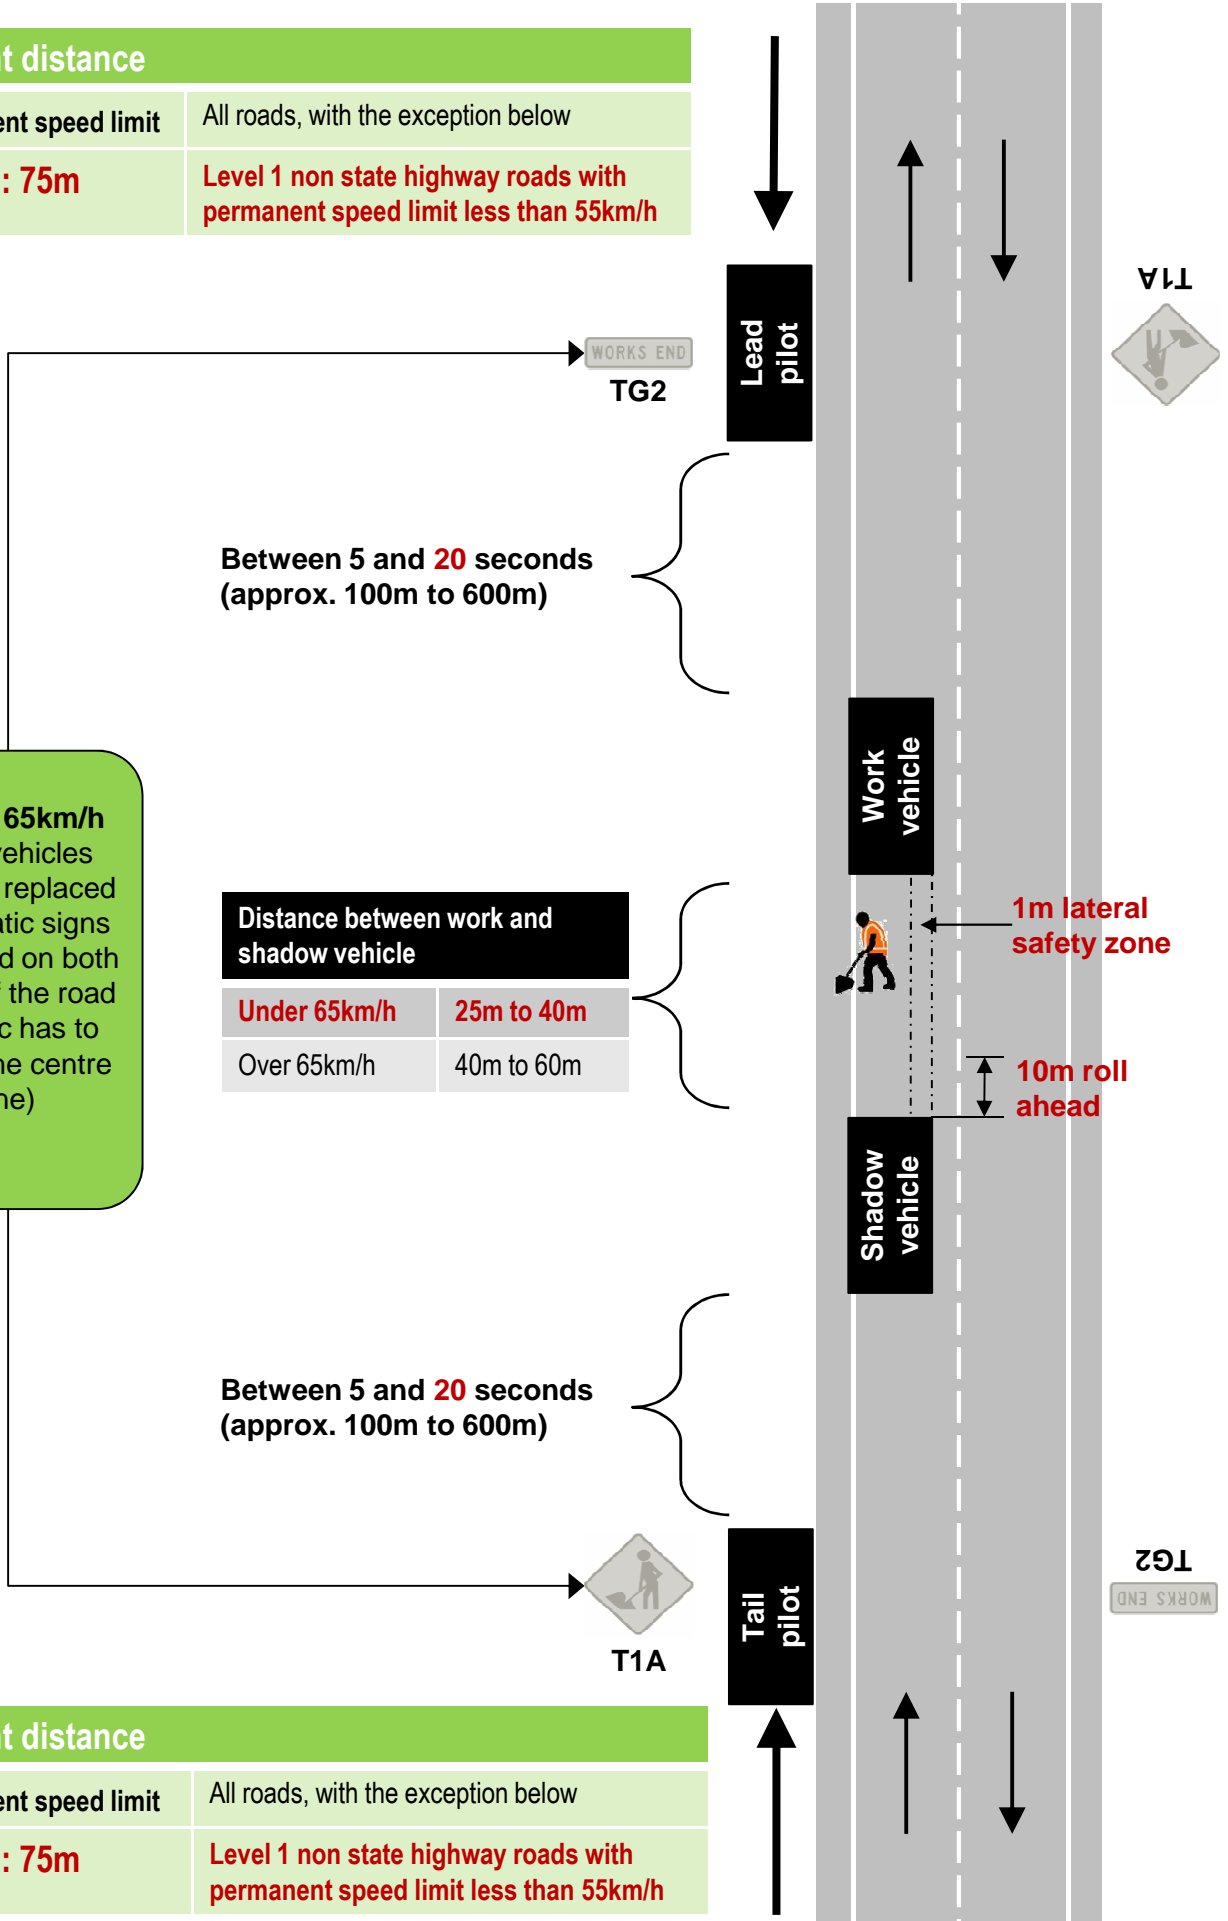 nt distance
ent speed limit
All roads, with the exception below
: 75m
Level 1 non state highway roads with
permanent speed limit less than 55km/h
T1A
WORKS END
TG2
Lead
pilot
Between 5 and 20 seconds
(approx. 100m to 600m)
Work
vehicle
65km/h
vehicles
replaced
atic signs
d on both
f the road
c has to
ne centre
ne)
Distance between work and
shadow vehicle
Under 65km/h
25m to 40m
Over 65km/h
40m to 60m
1m lateral
safety zone
10m roll
ahead
Shadow
vehicle
Between 5 and 20 seconds
(approx. 100m to 600m)
T1A
Tail
pilot
TG2
WORKS END
nt distance
ent speed limit
All roads, with the exception below
: 75m
Level 1 non state highway roads with
permanent speed limit less than 55km/h